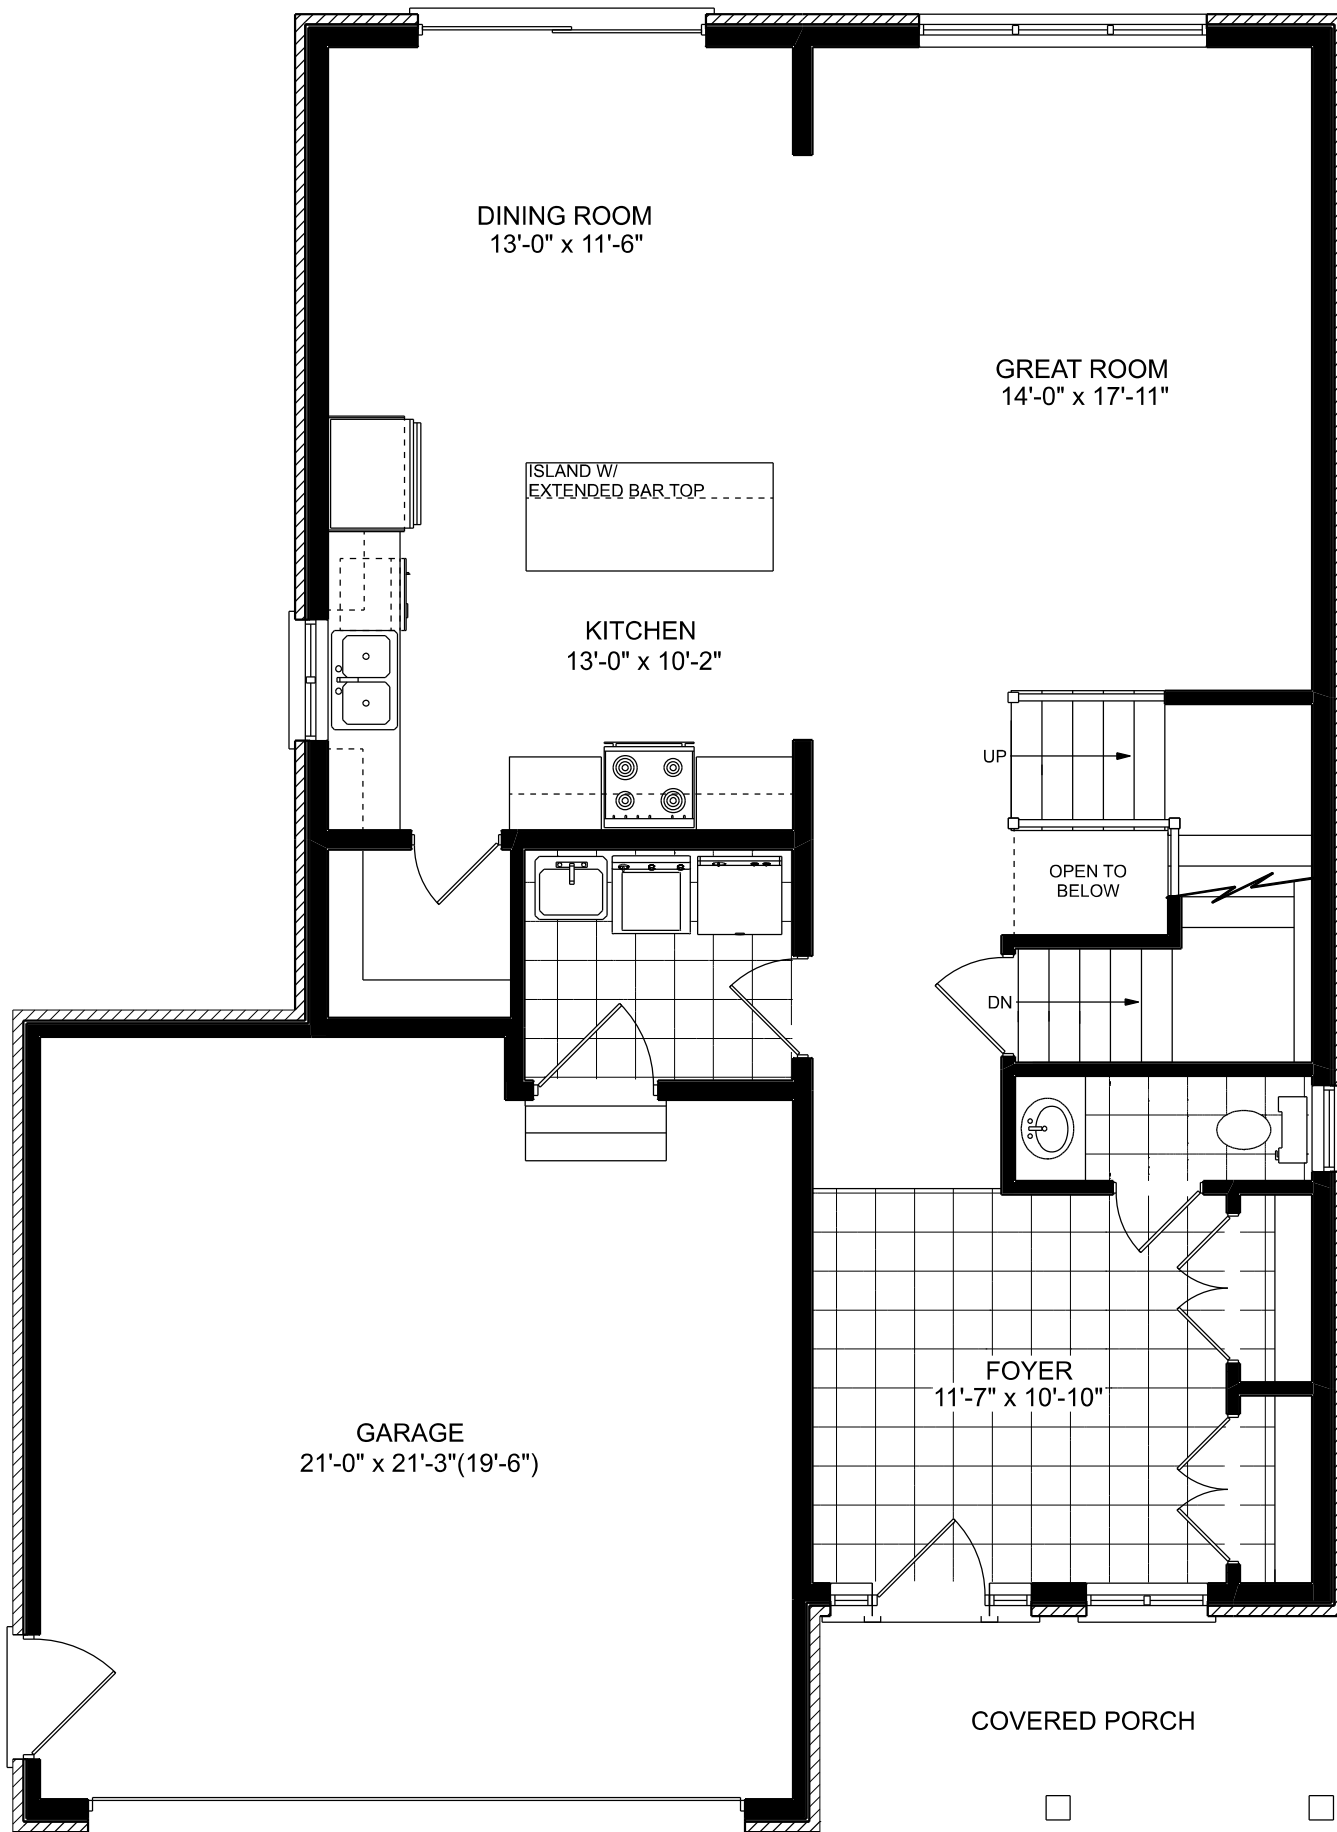 DINING ROOM
13'-0" x 11'-6"
GREAT ROOM
14'-0" x 17'-11"
ISLAND W/
EXTENDED BAR TOP
KITCHEN
13'-0" x 10'-2"
UP
OPEN TO
BELOW
DN
FOYER
11'-7" x 10'-10"
GARAGE
21'-0" x 21'-3"(19'-6")
COVERED PORCH